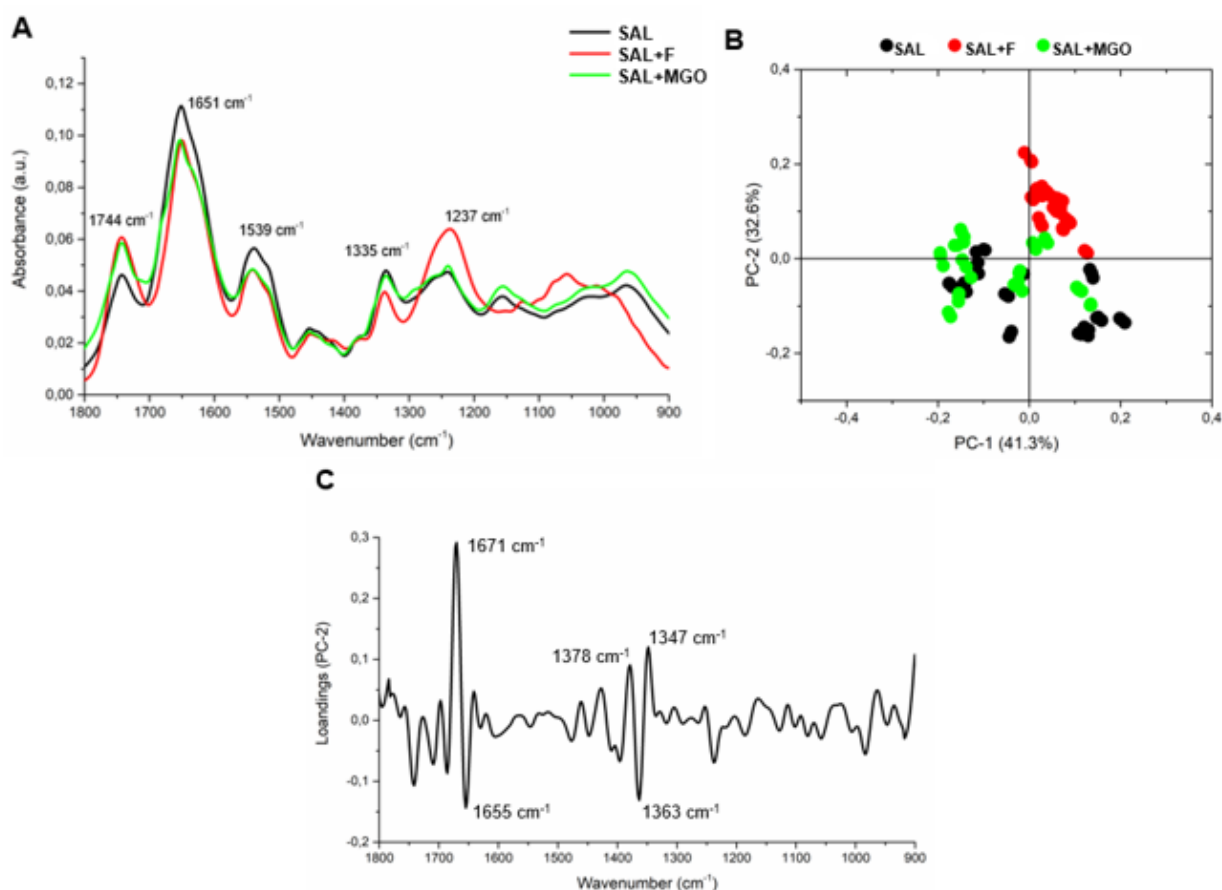 A
SAL
SAL+F
SAL+MGO
0,12
0,10
0,08
0,06
0,04
0,02
0,00
Absorbance (a.u.)
1651 cm⁻¹
1744 cm⁻¹
1539 cm⁻¹
1335 cm⁻¹
1237 cm⁻¹
1800 1700 1600 1500 1400 1300 1200 1100 1000 900
Wavenumber (cm⁻¹)
B
SAL SAL+F SAL+MGO
0,4
0,2
0,0
-0,2
PC-2 (32.6%)
-0,4 -0,2 0,0 0,2 0,4
PC-1 (41.3%)
C
0,3
0,2
0,1
0,0
-0,1
-0,2
Loandings (PC-2)
1671 cm⁻¹
1378 cm⁻¹
1347 cm⁻¹
1655 cm⁻¹
1363 cm⁻¹
1800 1700 1600 1500 1400 1300 1200 1100 1000 900
Wavenumber (cm⁻¹)